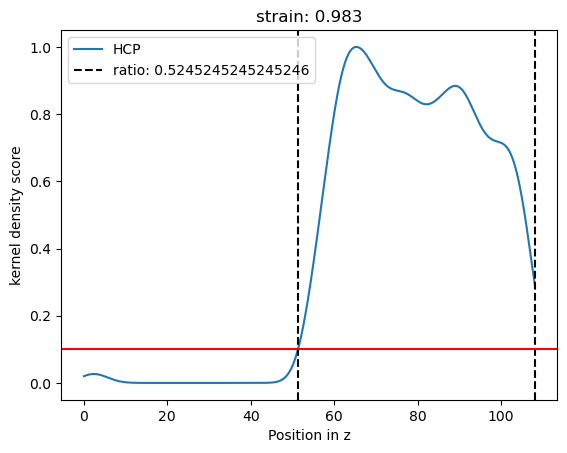 strain: 0.983
HCP
ratio: 0.5245245245245246
kernel density score
1.0
0.8
0.6
0.4
0.2
0.0
0 20 40 60 80 100
Position in z